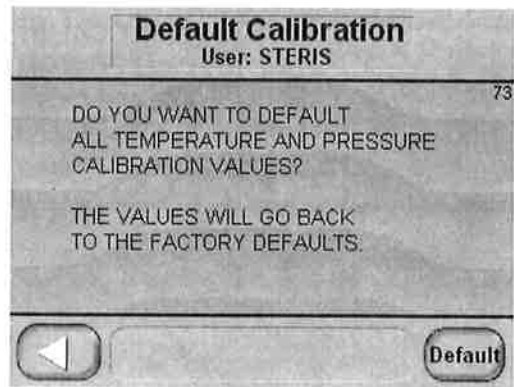 Default Calibration
User: STERIS
73
DO YOU WANT TO DEFAULT
ALL TEMPERATURE AND PRESSURE
CALIBRATION VALUES?
THE VALUES WILL GO BACK
TO THE FACTORY DEFAULTS.
Default